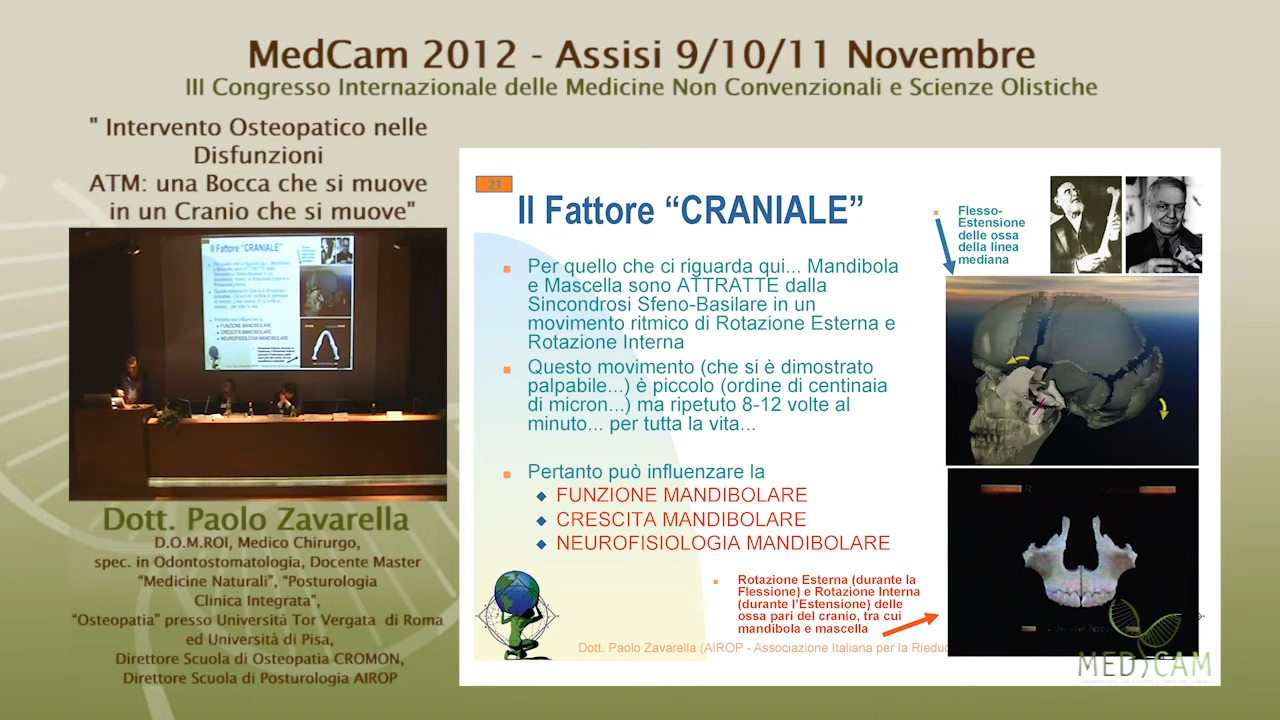 MedCam 2012 - Assisi 9/10/11 Novembre
III Congresso Internazionale delle Medicine Non Convenzionali e Scienze Olistiche
" Intervento Osteopatico nelle
Disfunzioni
ATM: una Bocca che si muove
in un Cranio che si muove"
Dott. Paolo Zavarella
D.O.M.ROI, Medico Chirurgo,
spec. in Odontostomatologia, Docente Master
“Medicine Naturali”, “Posturologia
Clinica Integrata”,
“Osteopatia” presso Università Tor Vergata di Roma
ed Università di Pisa,
Direttore Scuola di Osteopatia CROMON,
Direttore Scuola di Posturologia AIROP
23
Il Fattore “CRANIALE”
Per quello che ci riguarda qui... Mandibola
e Mascella sono ATTRATTE dalla
Sincondrosi Sfeno-Basilare in un
movimento ritmico di Rotazione Esterna e
Rotazione Interna
Questo movimento (che si è dimostrato
palpabile...) è piccolo (ordine di centinaia
di micron...) ma ripetuto 8-12 volte al
minuto... per tutta la vita...
Pertanto può influenzare la
FUNZIONE MANDIBOLARE
CRESCITA MANDIBOLARE
NEUROFISIOLOGIA MANDIBOLARE
Flesso-
Estensione
delle ossa
della linea
mediana
Rotazione Esterna (durante la
Flessione) e Rotazione Interna
(durante l’Estensione) delle
ossa pari del cranio, tra cui
mandibola e mascella
Dott. Paolo Zavarella (AIROP - Associazione Italiana per la Rieduc
MEDCAM